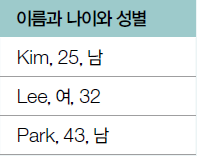 이름과 나이와 성별
Kim, 25, 남
Lee, 여, 32
Park, 43, 남